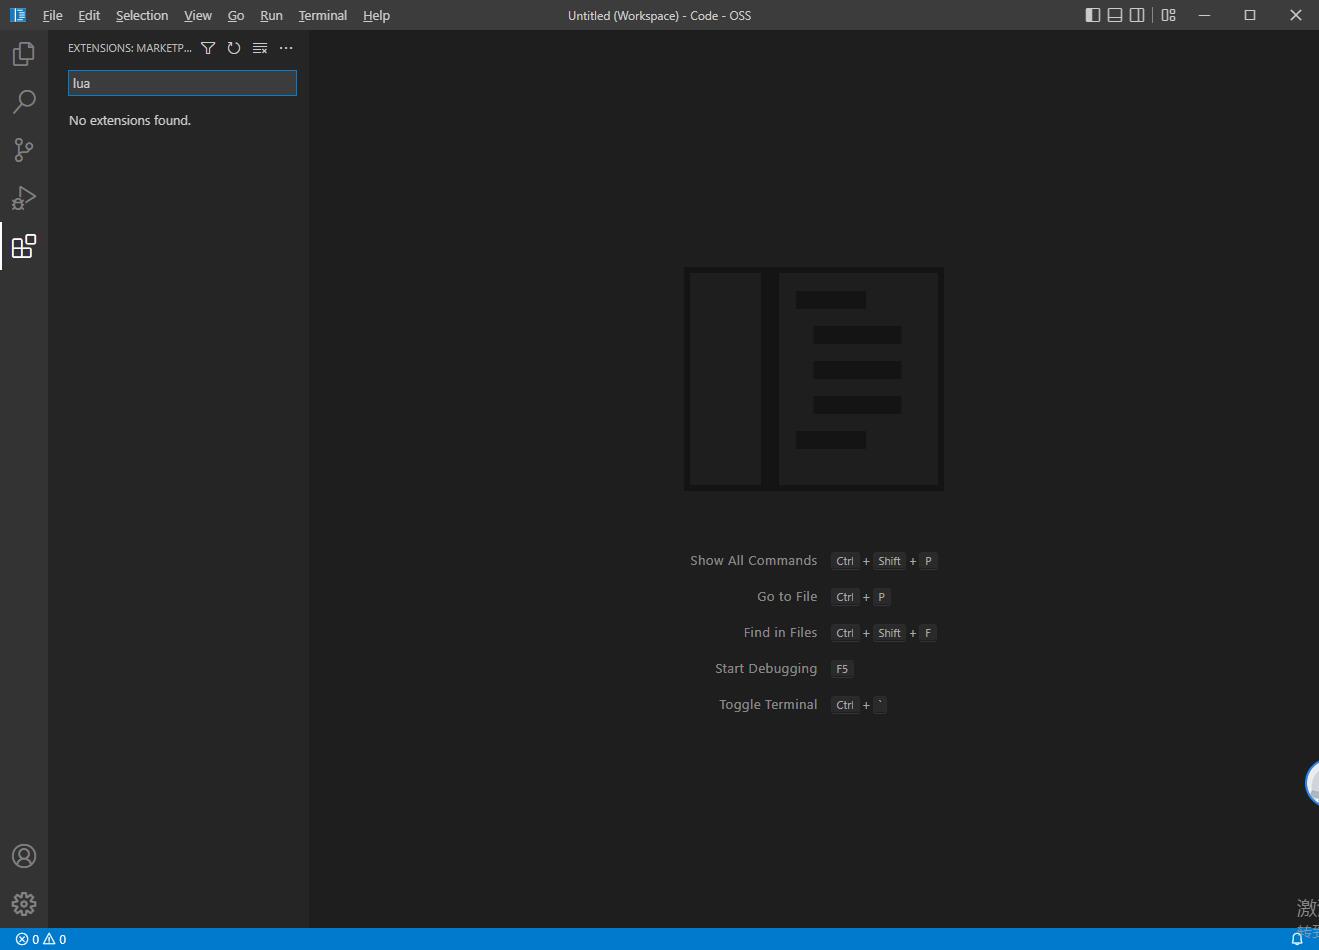 File Edit Selection View Go Run Terminal Help Untitled (Workspace) - Code - OSS
EXTENSIONS: MARKETP...
lua
No extensions found.
Show All Commands Ctrl + Shift + P
Go to File Ctrl + P
Find in Files Ctrl + Shift + F
Start Debugging F5
Toggle Terminal Ctrl + `
激
转到
0 0